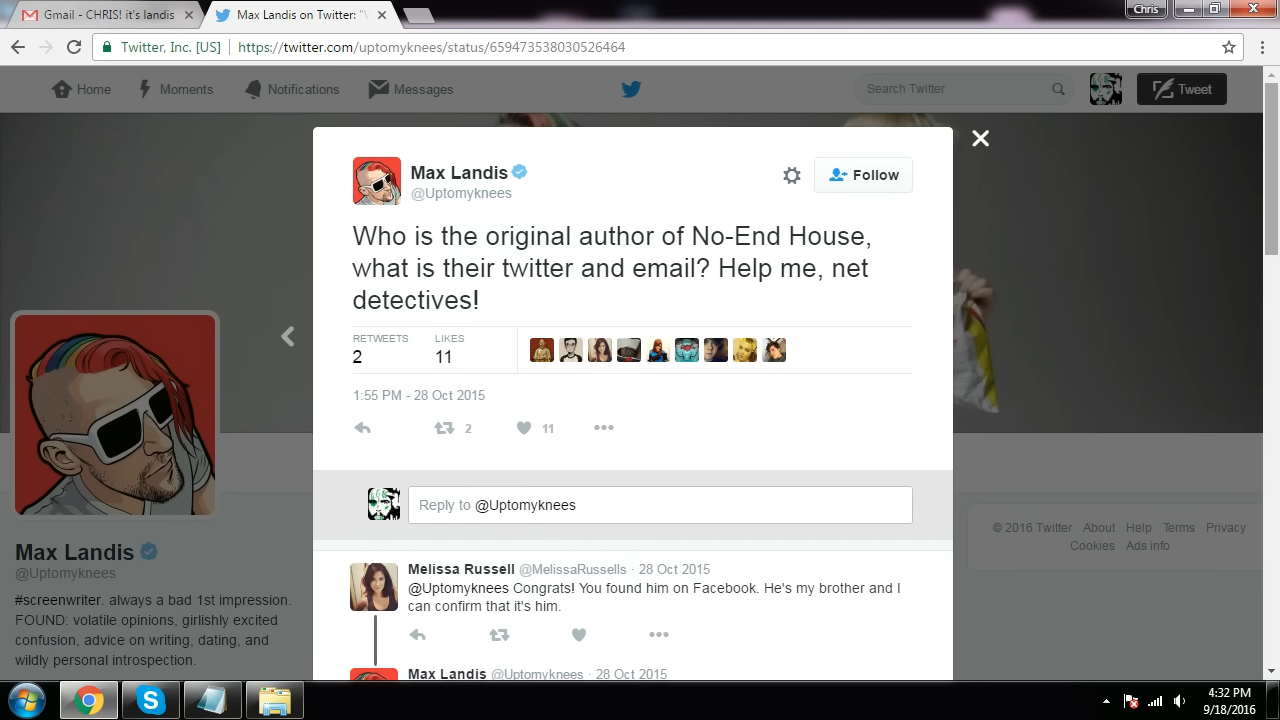 Gmail - CHRIS! it's landis
Max Landis on Twitter: "
Chris
Twitter, Inc. [US] https://twitter.com/uptomyknees/status/659473538030526464
Home Moments Notifications Messages Search Twitter Tweet
Max Landis
@Uptomyknees
Follow
Who is the original author of No-End House,
what is their twitter and email? Help me, net
detectives!
RETWEETS LIKES
2 11
1:55 PM - 28 Oct 2015
2 11
Reply to @Uptomyknees
Max Landis
@Uptomyknees
#screenwriter. always a bad 1st impression.
FOUND: volatile opinions, girlishly excited
confusion, advice on writing, dating, and
wildly personal introspection.
Melissa Russell @MelissaRussells · 28 Oct 2015
@Uptomyknees Congrats! You found him on Facebook. He's my brother and I
can confirm that it's him.
Max Landis @Uptomyknees · 28 Oct 2015
© 2016 Twitter About Help Terms Privacy
Cookies Ads info
4:32 PM
9/18/2016